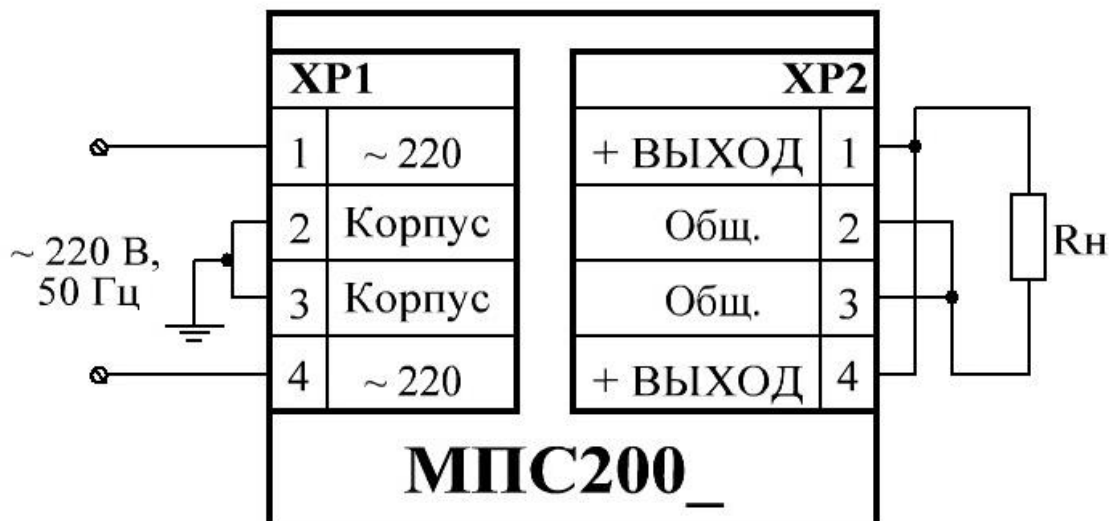 XP1 XP2
1 ~ 220 + ВЫХОД 1
2 Корпус Общ. 2
~ 220 В,
50 Гц
Rн
3 Корпус Общ. 3
4 ~ 220 + ВЫХОД 4
МПС200_